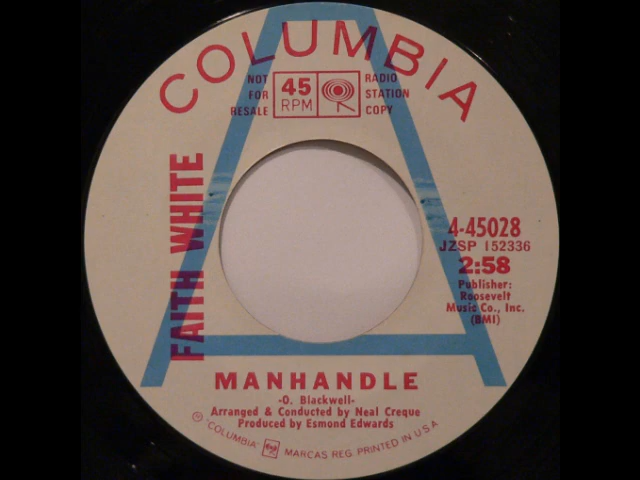 COLUMBIA
NOT FOR RESALE
45 RPM
RADIO STATION COPY
FAITH WHITE
4-45028
JZSP 152336
2:58
Publisher:
Roosevelt
Music Co., Inc.
(BMI)
MANHANDLE
-O. Blackwell-
Arranged & Conducted by Neal Creque
Produced by Esmond Edwards
"COLUMBIA" MARCAS REG. PRINTED IN U.S.A.